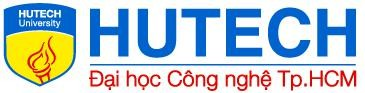 HUTECH
University
HUTECH
Đại học Công nghệ Tp.HCM